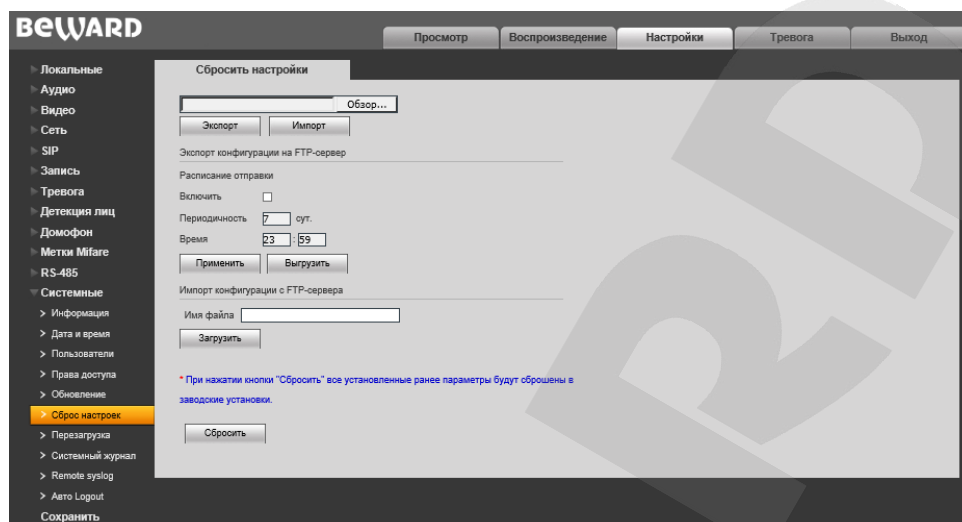 BEWARD
Просмотр Воспроизведение Настройки Тревога Выход
Локальные
Аудио
Видео
Сеть
SIP
Запись
Тревога
Детекция лиц
Домофон
Метки Mifare
RS-485
Системные
Информация
Дата и время
Пользователи
Права доступа
Обновление
Сброс настроек
Перезагрузка
Системный журнал
Remote syslog
Авто Logout
Сохранить
Сбросить настройки
Обзор...
Экспорт Импорт
Экспорт конфигурации на FTP-сервер
Расписание отправки
Включить
Периодичность 7 сут.
Время 23 : 59
Применить Выгрузить
Импорт конфигурации с FTP-сервера
Имя файла
Загрузить
* При нажатии кнопки "Сбросить" все установленные ранее параметры будут сброшены в
заводские установки.
Сбросить